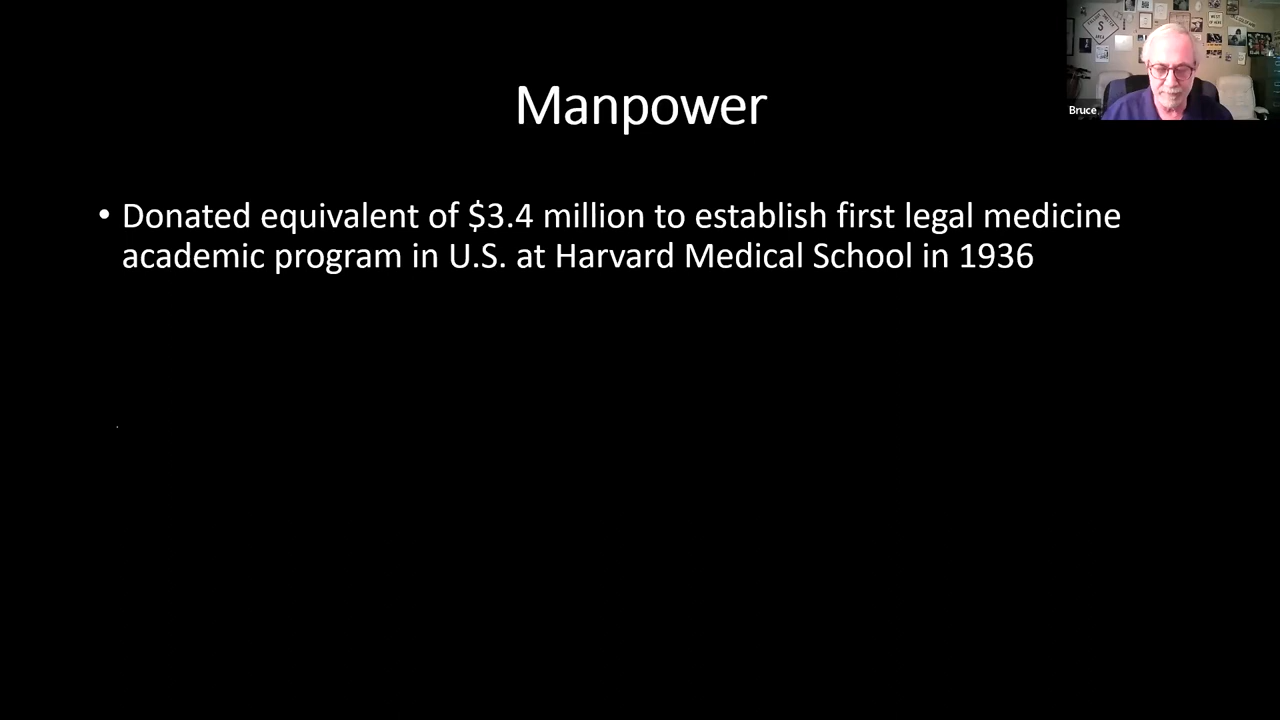 Manpower
Bruce
• Donated equivalent of $3.4 million to establish first legal medicine
academic program in U.S. at Harvard Medical School in 1936